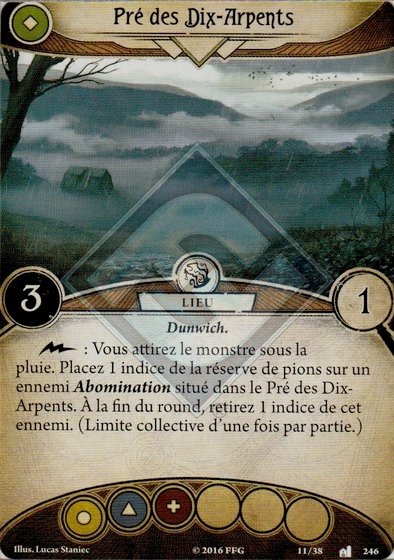 Pré des Dix-Arpents
3
LIEU
1
Dunwich.
: Vous attirez le monstre sous la
pluie. Placez 1 indice de la réserve de pions sur un
ennemi Abomination situé dans le Pré des Dix-
Arpents. À la fin du round, retirez 1 indice de cet
ennemi. (Limite collective d'une fois par partie.)
Illus. Lucas Staniec © 2016 FFG 11/38 246